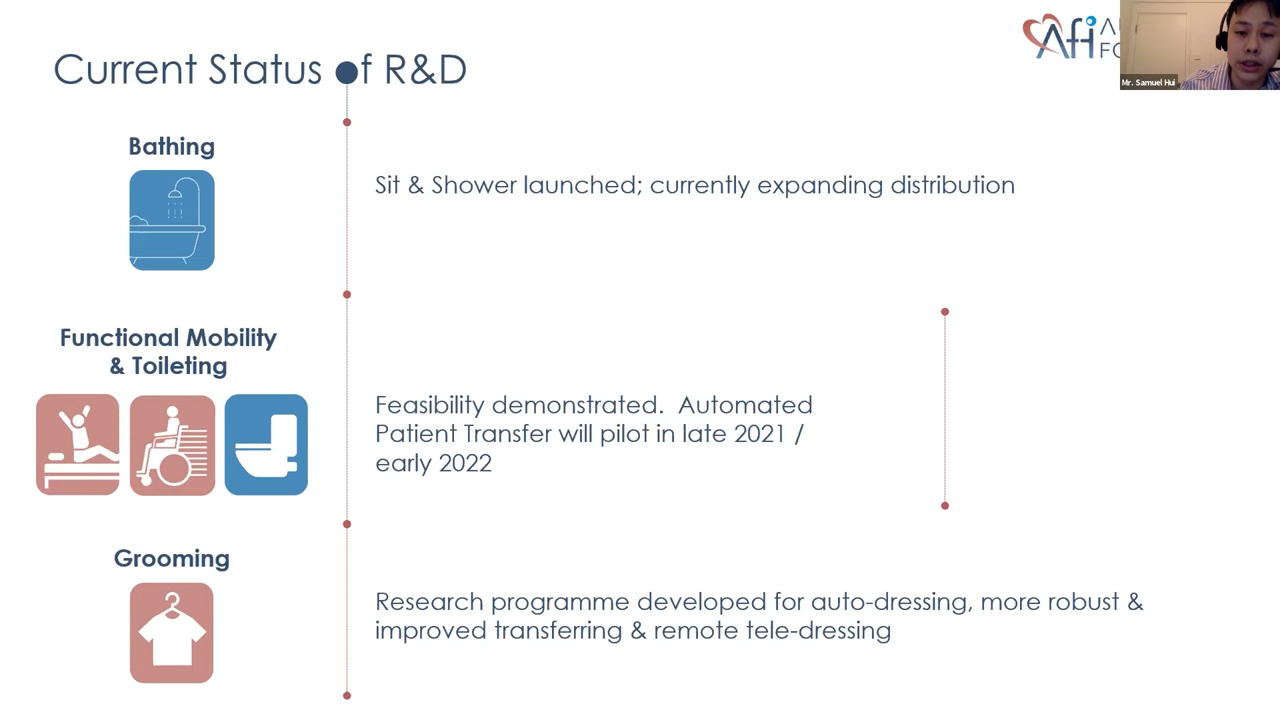 Current Status of R&D
Afi
Mr. Samuel Hui
Bathing
Sit & Shower launched; currently expanding distribution
Functional Mobility
& Toileting
Feasibility demonstrated.  Automated
Patient Transfer will pilot in late 2021 /
early 2022
Grooming
Research programme developed for auto-dressing, more robust &
improved transferring & remote tele-dressing